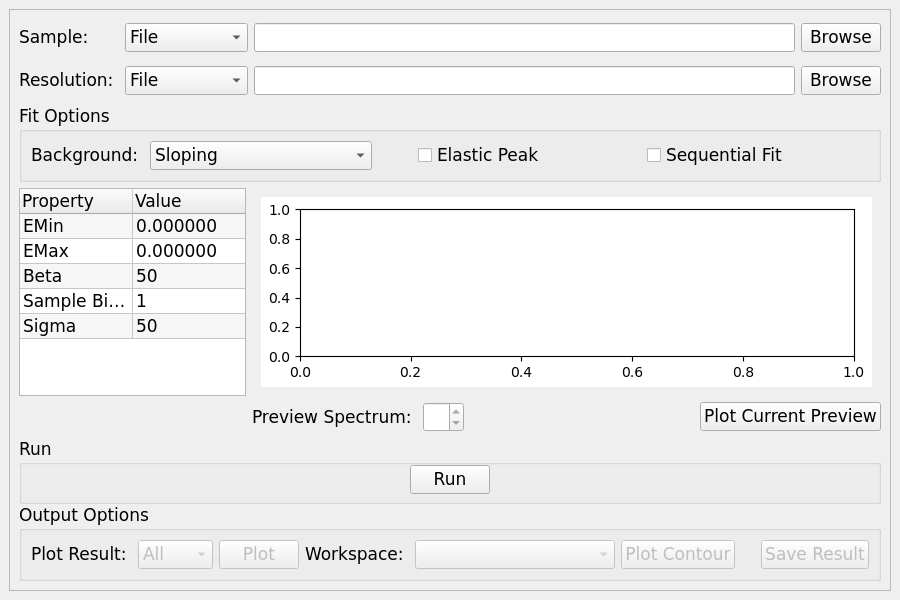 Sample: File Browse
Resolution: File Browse
Fit Options
Background: Sloping Elastic Peak Sequential Fit
Property Value
EMin 0.000000
EMax 0.000000
Beta 50
Sample Bi... 1
Sigma 50
1.0
0.8
0.6
0.4
0.2
0.0
0.0 0.2 0.4 0.6 0.8 1.0
Preview Spectrum: Plot Current Preview
Run
Run
Output Options
Plot Result: All Plot Workspace: Plot Contour Save Result